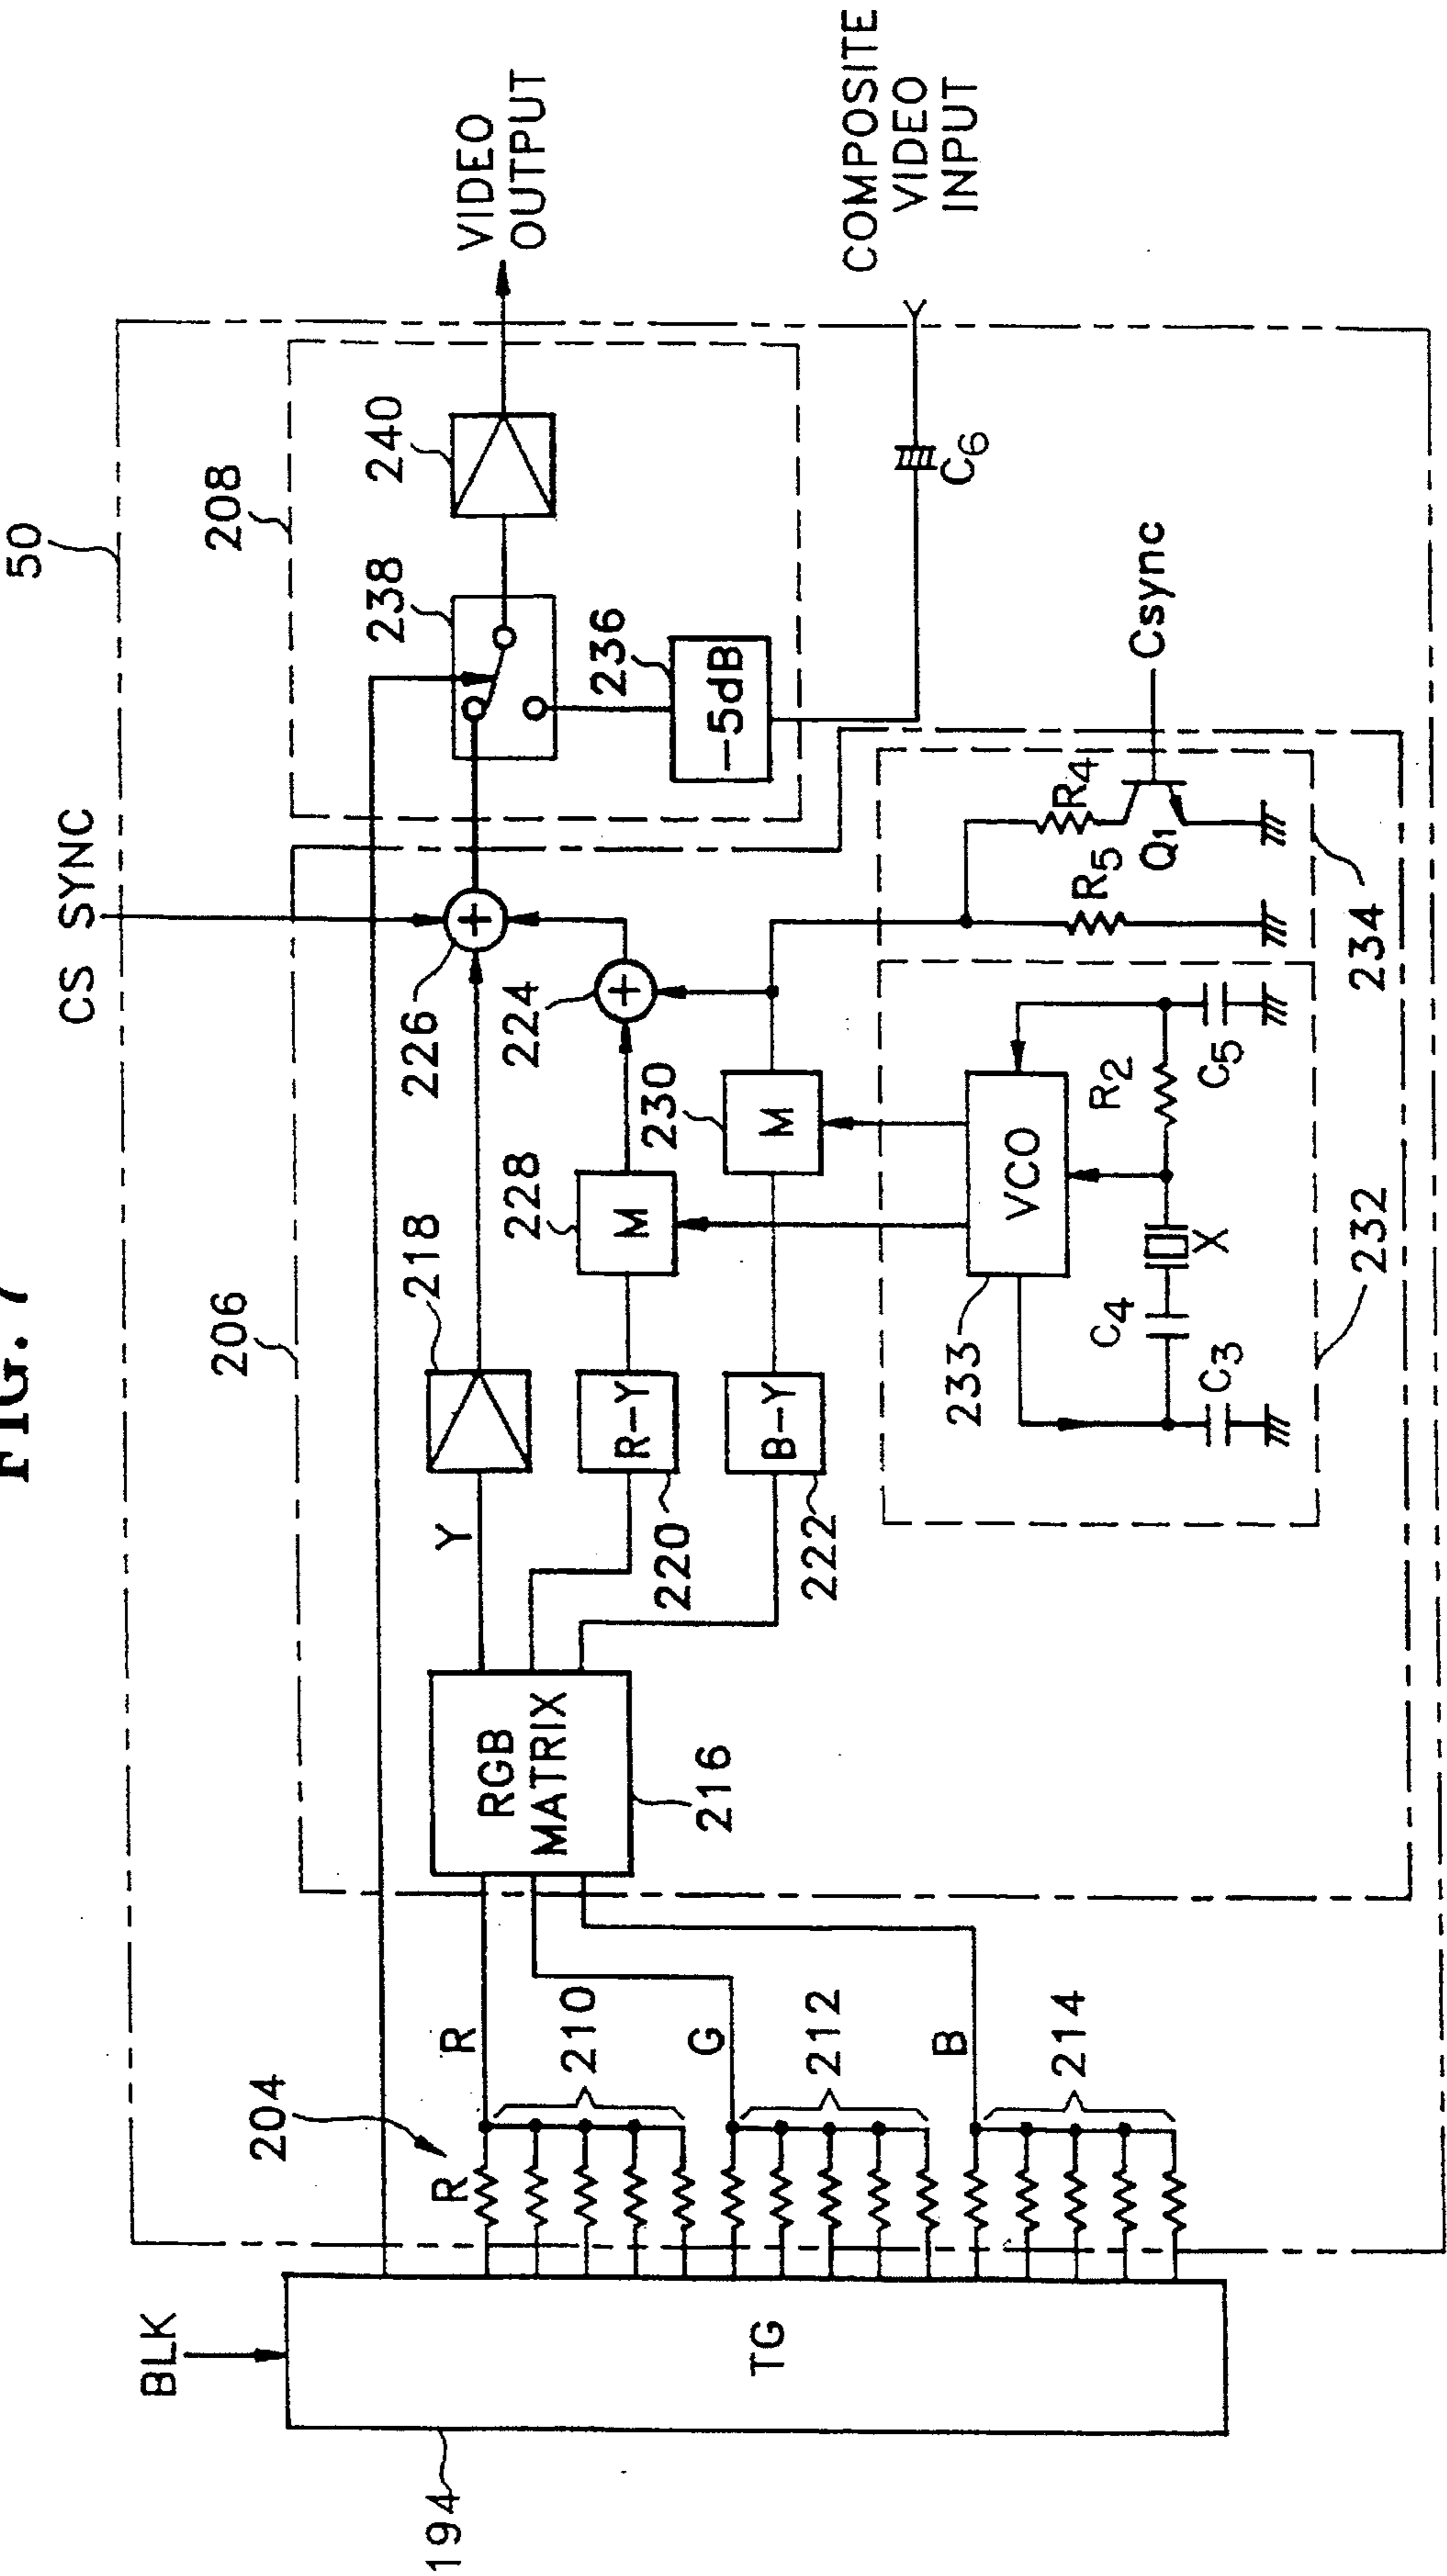 FIG. 7
50
CS SYNC
208
240
VIDEO
OUTPUT
238
236
-5dB
COMPOSITE
VIDEO
INPUT
C6
206
218
226
224
228
230
M
M
Y
R-Y
220
B-Y
222
RGB
MATRIX
216
Csync
R4
Q1
R5
234
VCO
233
R2
C5
X
C4
C3
232
204
R
R
210
G
212
B
214
BLK
TG
194